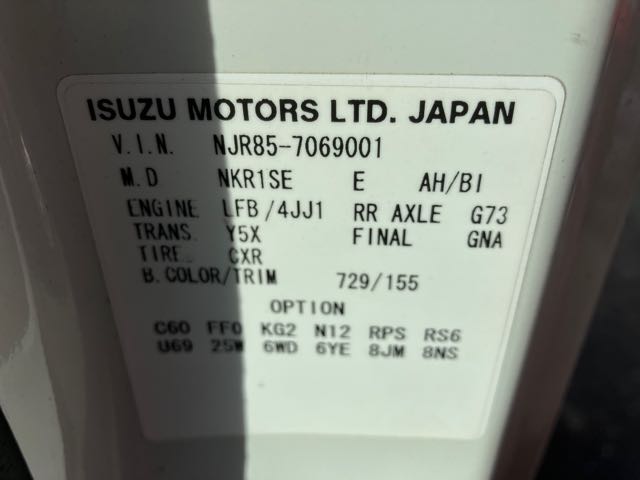 ISUZU MOTORS LTD. JAPAN
V.I.N. NJR85-7069001
M.D NKR1SE E AH/BI
ENGINE LFB/4JJ1 RR AXLE G73
TRANS. Y5X FINAL GNA
TIRE. CXR
B.COLOR/TRIM 729/155
OPTION
C60 FF0 KG2 N12 RPS RS6
U69 25W 6WD 6YE 8JM 8NS